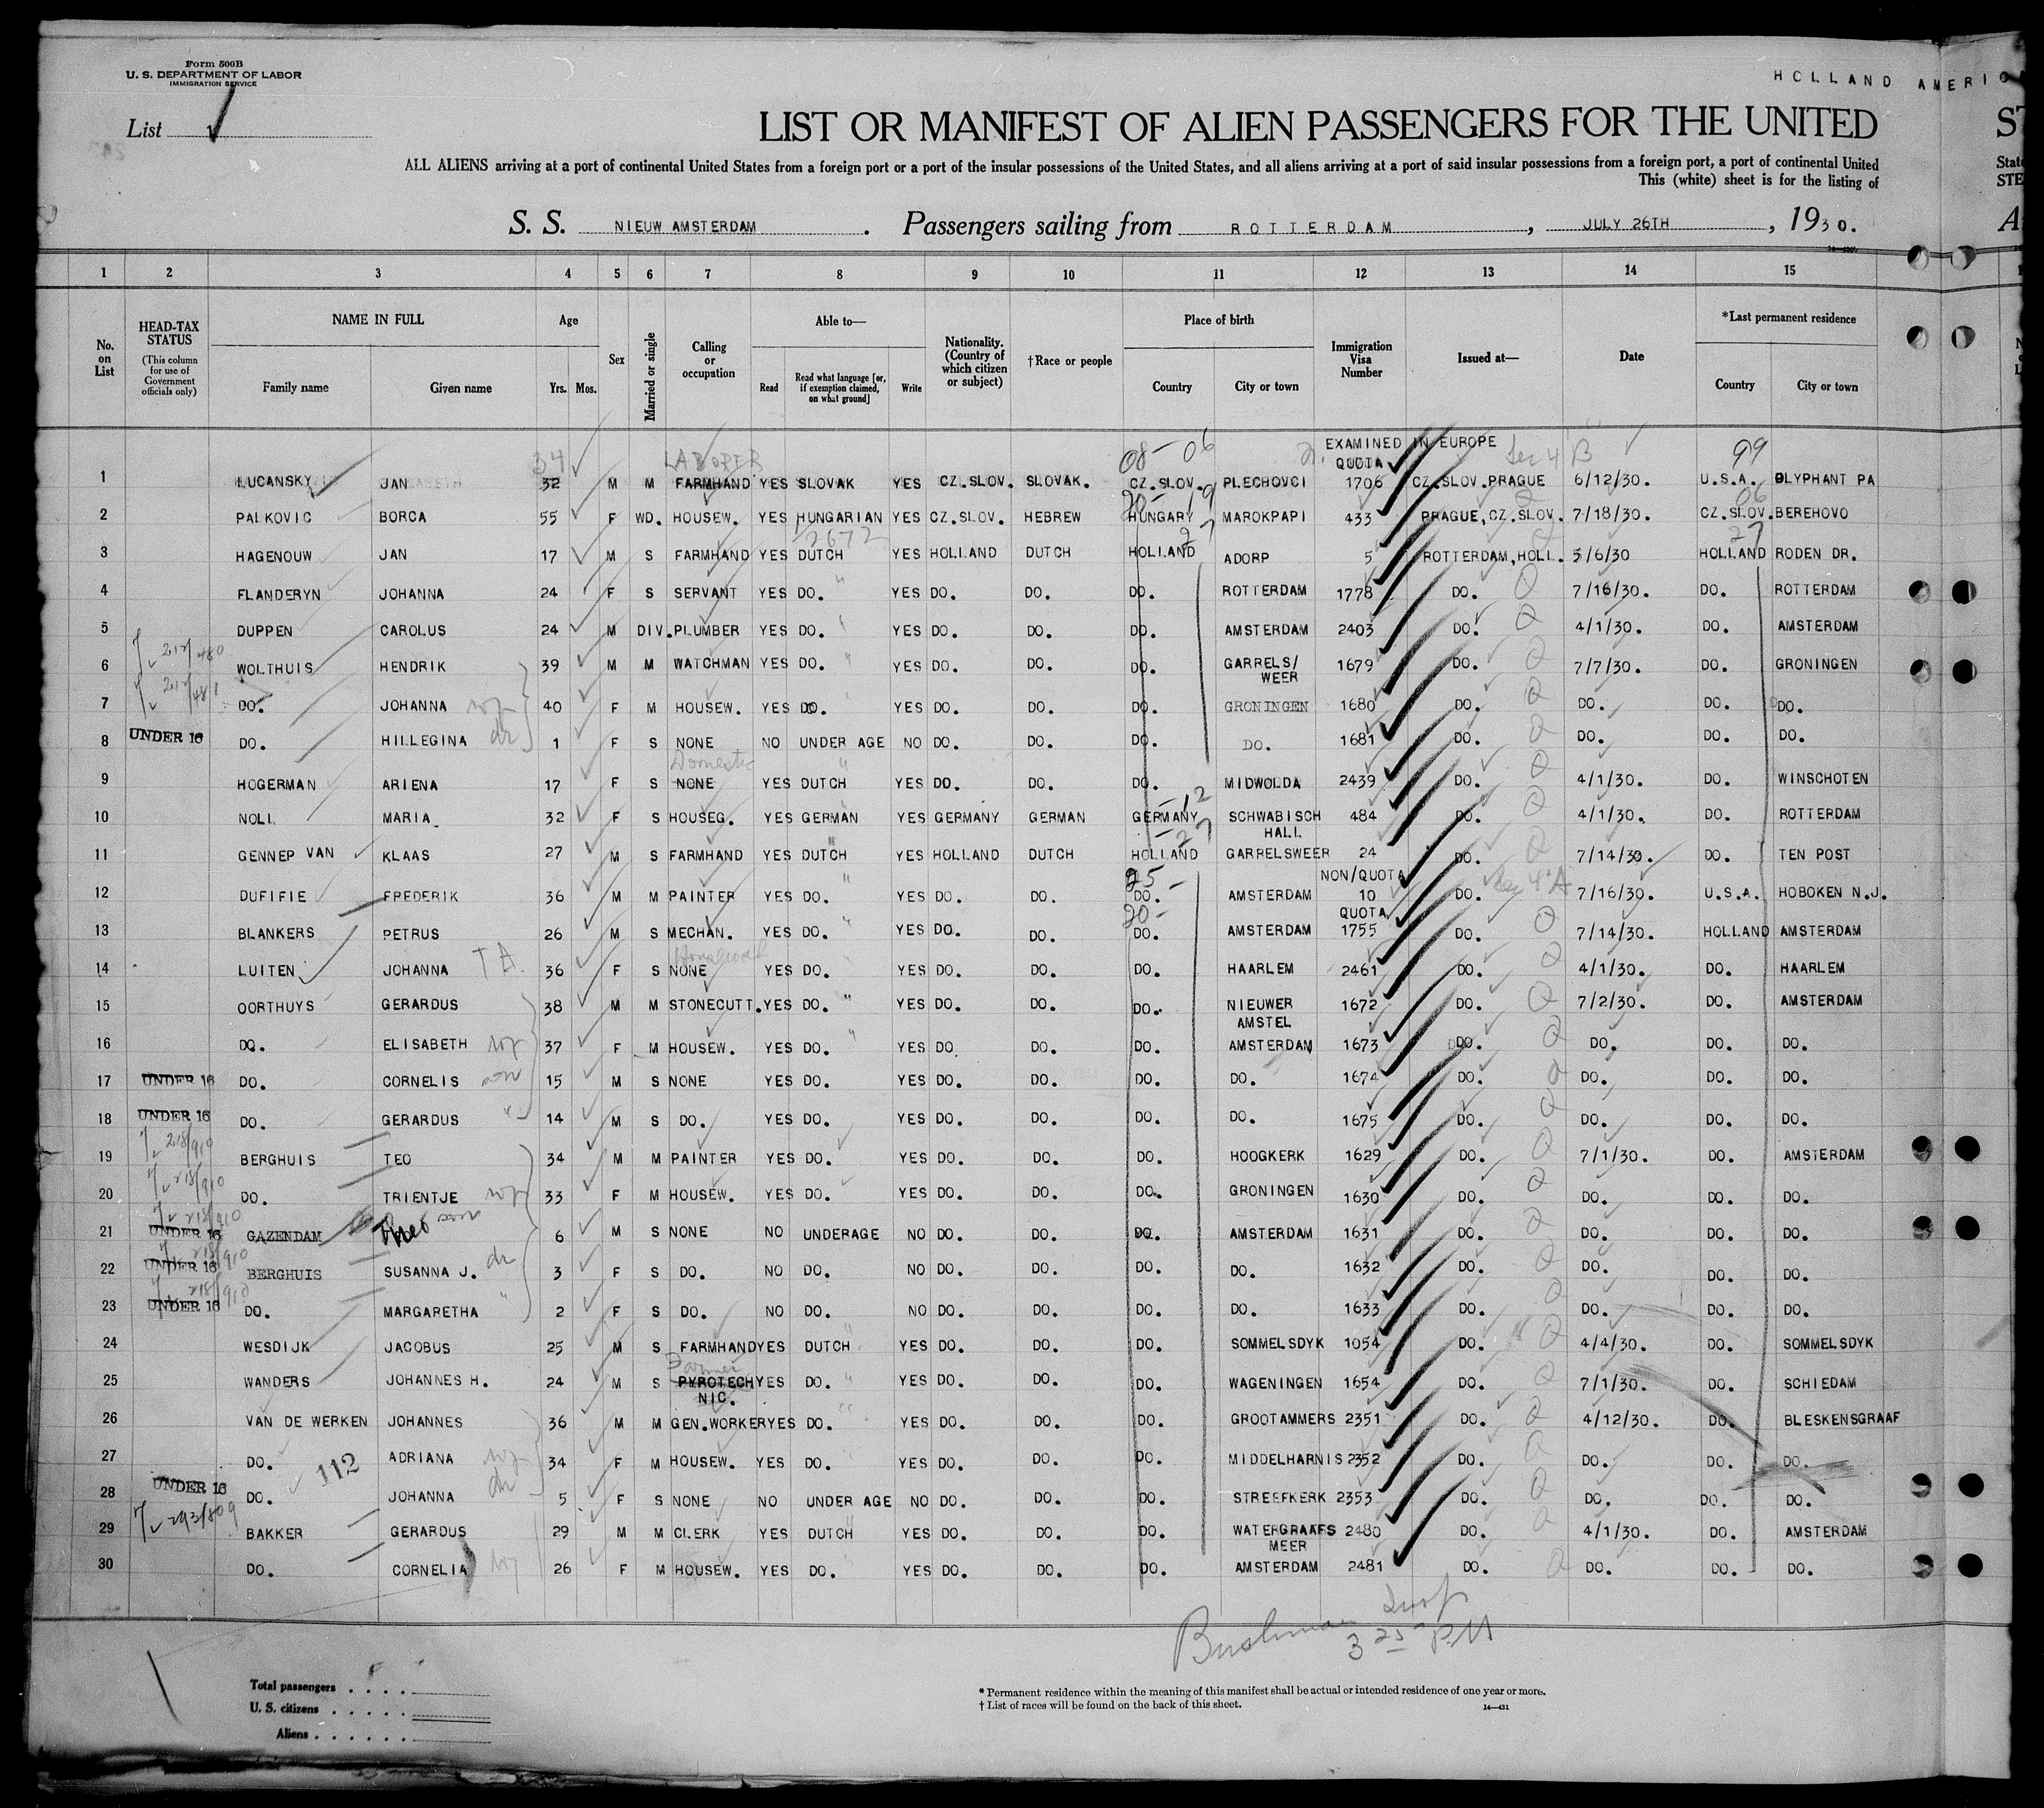 Form 500B
U. S. DEPARTMENT OF LABOR
IMMIGRATION SERVICE
HOLLAND AMERICA
List 1
LIST OR MANIFEST OF ALIEN PASSENGERS FOR THE UNITED ST
ALL ALIENS arriving at a port of continental United States from a foreign port or a port of the insular possessions of the United States, and all aliens arriving at a port of said insular possessions from a foreign port, a port of continental United State
This (white) sheet is for the listing of STE
S. S. NIEUW AMSTERDAM . Passengers sailing from ROTTERDAM , JULY 26TH , 1930. A
1 2 3 4 5 6 7 8 9 10 11 12 13 14 15
No. on List
HEAD-TAX STATUS (This column for use of Government officials only)
NAME IN FULL Family name Given name
Age Yrs. Mos.
Sex
Married or single
Calling or occupation
Able to— Read Read what language [or, if exemption claimed, on what ground] Write
Nationality. (Country of which citizen or subject)
†Race or people
Place of birth Country City or town
Immigration Visa Number
Issued at—
Date
*Last permanent residence Country City or town
EXAMINED IN EUROPE
34 LABORER 08- 06 QUOTA Sec 4 B 99
1 LUCANSKY JAN 32 M M FARMHAND YES SLOVAK YES CZ.SLOV. SLOVAK. CZ.SLOV. PLECHOVCI 1706 CZ.SLOV.PRAGUE 6/12/30. U.S.A. OLYPHANT PA
20- 19 06
2 PALKOVIC BORCA 55 F WD. HOUSEW. YES HUNGARIAN YES CZ.SLOV. HEBREW HUNGARY MAROKPAPI 433 PRAGUE,CZ.SLOV. 7/18/30. CZ.SLOV. BEREHOVO
2672 27 27
3 HAGENOUW JAN 17 M S FARMHAND YES DUTCH YES HOLLAND DUTCH HOLLAND ADORP 5 ROTTERDAM,HOLL. 5/6/30 HOLLAND RODEN DR.
4 FLANDERYN JOHANNA 24 F S SERVANT YES DO. " YES DO. DO. DO. ROTTERDAM 1778 DO. Q 7/16/30. DO. ROTTERDAM
5 DUPPEN CAROLUS 24 M DIV. PLUMBER YES DO. " YES DO. DO. DO. AMSTERDAM 2403 DO. Q 4/1/30. DO. AMSTERDAM
6 WOLTHUIS HENDRIK 39 M M WATCHMAN YES DO. " YES DO. DO. DO. GARRELS/WEER 1679 DO. Q 7/7/30. DO. GRONINGEN
7 DO. JOHANNA 40 F M HOUSEW. YES DO. YES DO. DO. DO. GRONINGEN 1680 DO. Q DO. DO. DO.
8 UNDER 16 DO. HILLEGINA 1 F S NONE NO UNDER AGE NO DO. DO. DO. DO. 1681 DO. Q DO. DO. DO.
Domestic
9 HOGERMAN ARIENA 17 F S NONE YES DUTCH YES DO. DO. DO. MIDWOLDA 2439 DO. Q 4/1/30. DO. WINSCHOTEN
-12
10 NOLL MARIA 32 F S HOUSEG. YES GERMAN YES GERMANY GERMAN GERMANY SCHWABISCH HALL 484 DO. Q 4/1/30. DO. ROTTERDAM
-27
11 GENNEP VAN KLAAS 27 M S FARMHAND YES DUTCH YES HOLLAND DUTCH HOLLAND GARRELSWEER 24 DO. Q 7/14/30. DO. TEN POST
NON/QUOTA
12 DUFIFIE FREDERIK 36 M M PAINTER YES DO. " YES DO. DO. DO. AMSTERDAM 10 DO. 7/16/30. U.S.A. HOBOKEN N.J.
20- QUOTA
13 BLANKERS PETRUS 26 M S MECHAN. YES DO. " YES DO. DO. DO. AMSTERDAM 1755 DO. Q 7/14/30. HOLLAND AMSTERDAM
14 LUITEN JOHANNA 36 F S NONE YES DO. YES DO. DO. DO. HAARLEM 2461 DO. Q 4/1/30. DO. HAARLEM
15 OORTHUYS GERARDUS 38 M M STONECUTT. YES DO. " YES DO. DO. DO. NIEUWER AMSTEL 1672 DO. Q 7/2/30. DO. AMSTERDAM
16 DO. ELISABETH 37 F M HOUSEW. YES DO. " YES DO. DO. DO. AMSTERDAM 1673 DO. Q DO. DO. DO.
17 UNDER 16 DO. CORNELIS son 15 M S NONE YES DO. YES DO. DO. DO. DO. 1674 DO. Q DO. DO. DO.
18 UNDER 16 DO. GERARDUS " 14 M S DO. YES DO. YES DO. DO. DO. DO. 1675 DO. Q DO. DO. DO.
19 BERGHUIS TEO 34 M M PAINTER YES DO. YES DO. DO. DO. HOOGKERK 1629 DO. Q 7/1/30. DO. AMSTERDAM
20 DO. TRIENTJE 33 F M HOUSEW. YES DO. YES DO. DO. DO. GRONINGEN 1630 DO. Q DO. DO. DO.
21 UNDER 16 GAZENDAM Theo son 6 M S NONE NO UNDERAGE NO DO. DO. DO. AMSTERDAM 1631 DO. Q DO. DO. DO.
22 UNDER 16 BERGHUIS SUSANNA J. 3 F S DO. NO DO. NO DO. DO. DO. DO. 1632 DO. Q DO. DO. DO.
23 UNDER 16 DO. MARGARETHA " 2 F S DO. NO DO. NO DO. DO. DO. DO. 1633 DO. Q DO. DO. DO.
24 WESDIJK JACOBUS 25 M S FARMHAND YES DUTCH YES DO. DO. DO. SOMMELSDYK 1054 DO. Q 4/4/30. DO. SOMMELSDYK
Farmer
25 WANDERS JOHANNES H. 24 M S PYROTECHNIC. YES DO. " YES DO. DO. DO. WAGENINGEN 1654 DO. Q 7/1/30. DO. SCHIEDAM
26 VAN DE WERKEN JOHANNES 36 M M GEN.WORKER YES DO. " YES DO. DO. DO. GROOTAMMERS 2351 DO. Q 4/12/30. DO. BLESKENSGRAAF
27 DO. 112 ADRIANA 34 F M HOUSEW. YES DO. YES DO. DO. DO. MIDDELHARNIS 2352 DO. Q DO. DO. DO.
28 UNDER 16 DO. JOHANNA 5 F S NONE NO UNDER AGE NO DO. DO. DO. STREEFKERK 2353 DO. Q DO. DO. DO.
29 BAKKER GERARDUS 29 M M CLERK YES DUTCH YES DO. DO. DO. WATERGRAAFSMEER 2480 DO. Q 4/1/30. DO. AMSTERDAM
30 DO. CORNELIA 26 F M HOUSEW. YES DO. YES DO. DO. DO. AMSTERDAM 2481 DO. Q DO. DO. DO.
Bushman Insp
3 25 PM
Total passengers . . . .
U. S. citizens . . . . .
Aliens . . . . . .
* Permanent residence within the meaning of this manifest shall be actual or intended residence of one year or more.
† List of races will be found on the back of this sheet.
14—431